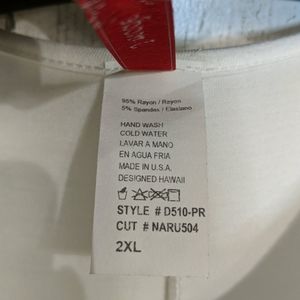 95% Rayon / Rayon
5% Spandex / Elastano
HAND WASH
COLD WATER
LAVAR A MANO
EN AGUA FRIA
MADE IN U.S.A.
DESIGNED HAWAII
STYLE # D510-PR
CUT # NARU504
2XL